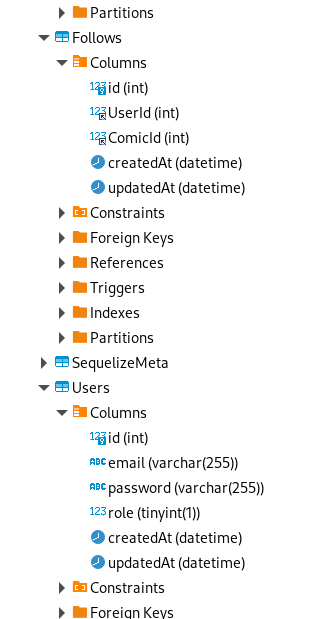 Partitions
Follows
Columns
123 id (int)
123 UserId (int)
123 ComicId (int)
createdAt (datetime)
updatedAt (datetime)
Constraints
Foreign Keys
References
Triggers
Indexes
Partitions
SequelizeMeta
Users
Columns
123 id (int)
ABC email (varchar(255))
ABC password (varchar(255))
123 role (tinyint(1))
createdAt (datetime)
updatedAt (datetime)
Constraints
Foreign Keys